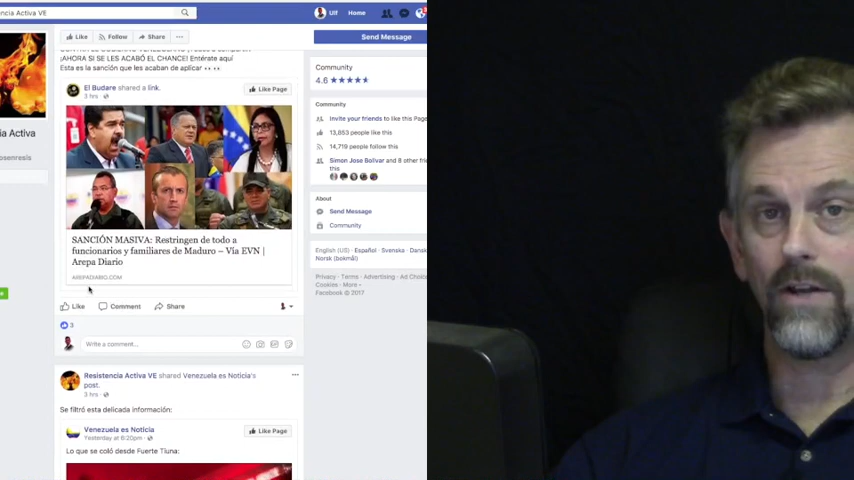 encia Activa VE
Ulf Home
Like Follow Share ...
Send Message
¡AHORA SI SE LES ACABÓ EL CHANCE! Entérate aquí
Esta es la sanción que les acaban de aplicar
El Budare shared a link.
3 hrs ·
Like Page
SANCIÓN MASIVA: Restringen de todo a
funcionarios y familiares de Maduro – Vía EVN |
Arepa Diario
AREPADIARIO.COM
Like Comment Share
3
Write a comment...
Resistencia Activa VE shared Venezuela es Noticia's
post.
3 hrs ·
Se filtró esta delicada información:
Venezuela es Noticia
Yesterday at 6:20pm ·
Like Page
Lo que se coló desde Fuerte Tiuna:
ia Activa
osenresis
Community
4.6
Community
Invite your friends to like this Page
13,853 people like this
14,719 people follow this
Simon Jose Bolivar and 8 other fri
this
About
Send Message
Community
English (US) · Español · Svenska · Dansk
Norsk (bokmål)
Privacy · Terms · Advertising · Ad Choic
Cookies · More
Facebook © 2017